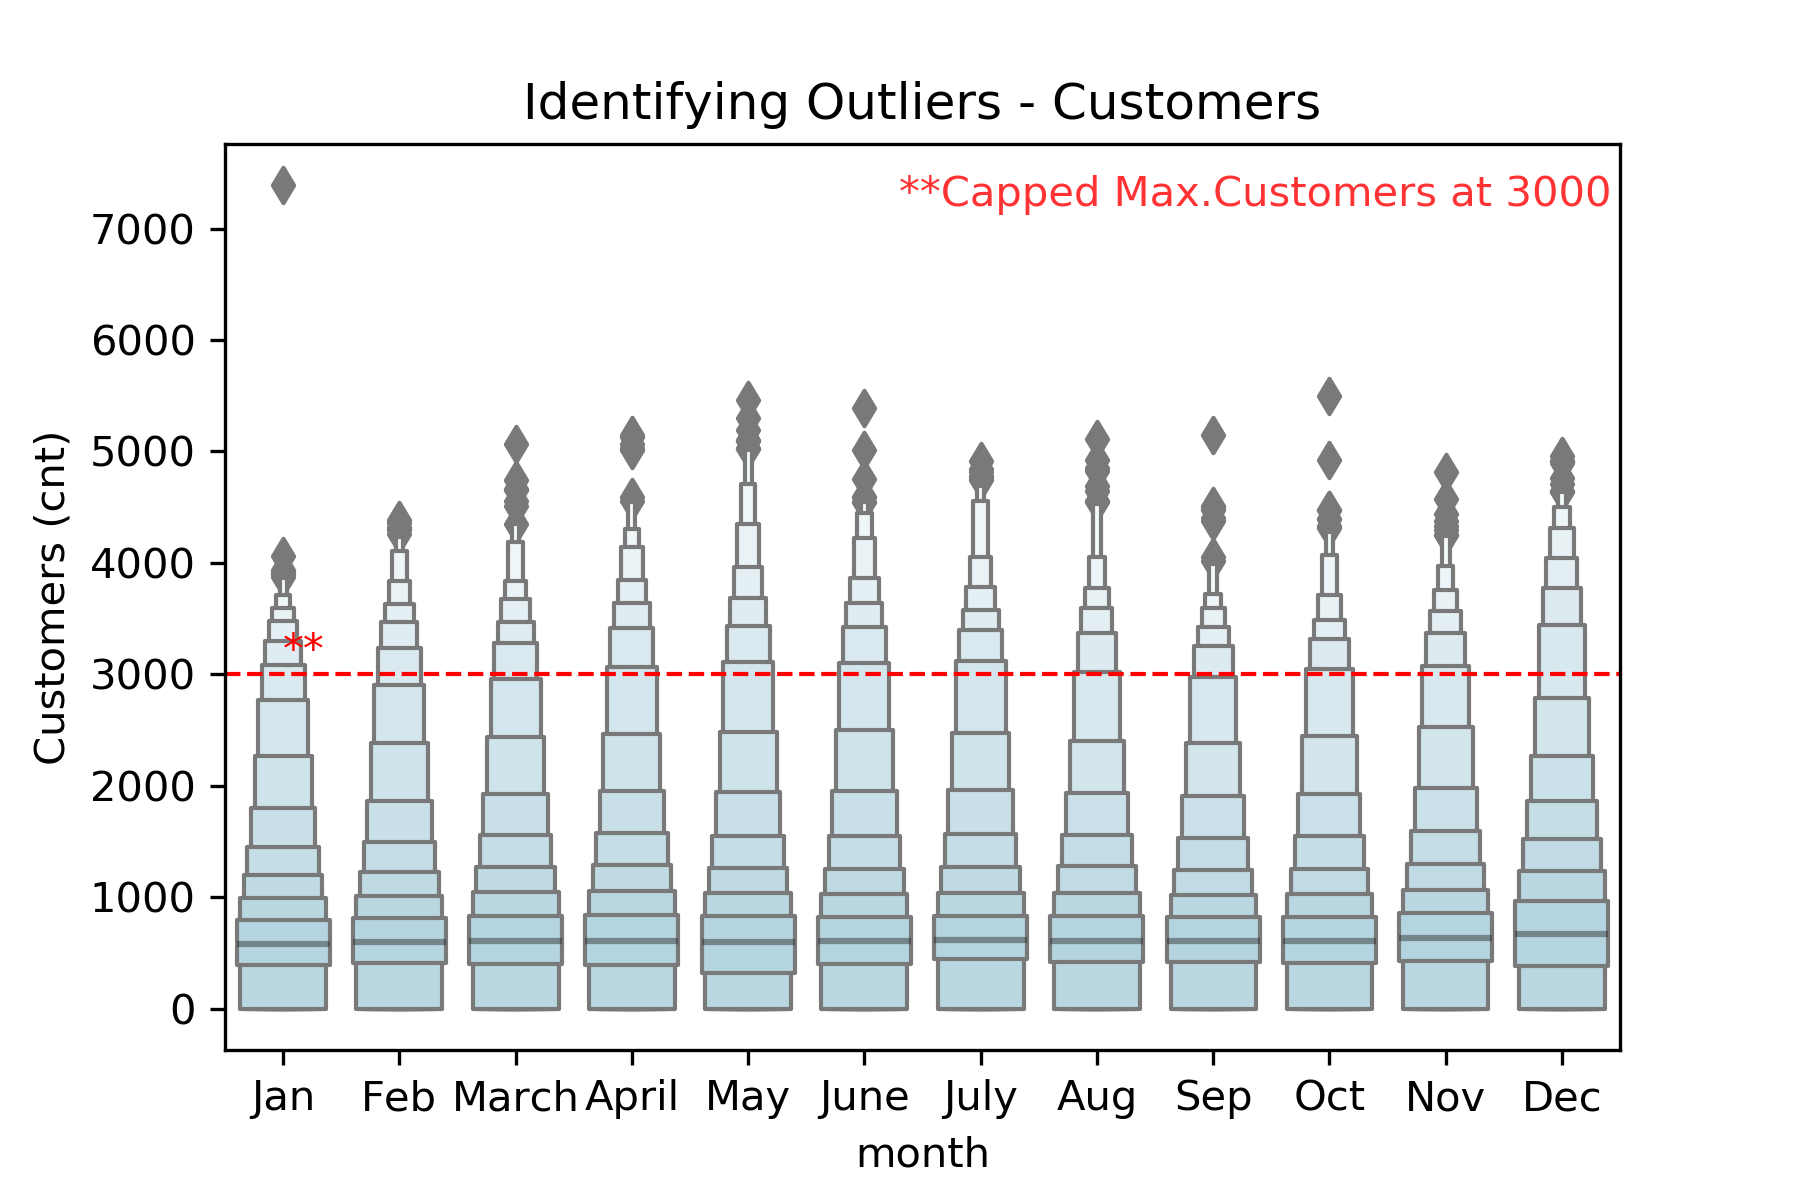 Identifying Outliers - Customers
**Capped Max.Customers at 3000
7000
6000
5000
4000
3000
2000
1000
0
**
Customers (cnt)
Jan Feb March April May June July Aug Sep Oct Nov Dec
month